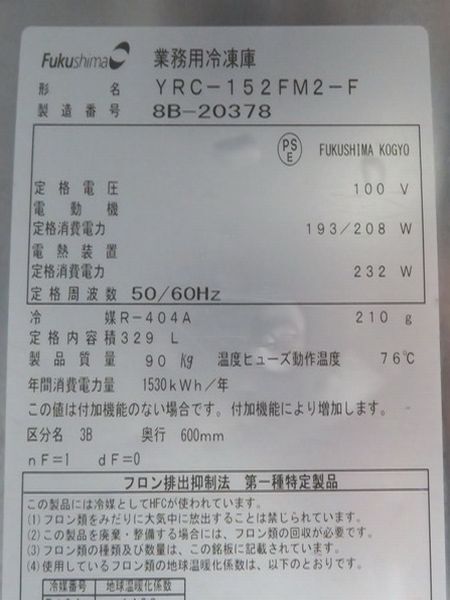 Fukushima 業務用冷凍庫
形名 YRC-152FM2-F
製造番号 8B-20378
PS E FUKUSHIMA KOGYO
定格電圧 100 V
電動機
定格消費電力 193/208 W
電熱装置
定格消費電力 232 W
定格周波数 50/60Hz
冷媒 R-404A 210 g
定格内容積 329 L
製品質量 90 kg 温度ヒューズ動作温度 76℃
年間消費電力量 1530kWh/年
この値は付加機能のない場合です。付加機能により増加します。
区分名 3B 奥行 600mm
nF=1 dF=0
フロン排出抑制法 第一種特定製品
この製品には冷媒としてHFCが使われています。
(1)フロン類をみだりに大気中に放出することは禁じられています。
(2)この製品を廃棄・整備する場合には、フロン類の回収が必要です。
(3)フロン類の種類及び数量は、この銘板に記載されています。
(4)使用しているフロン類の地球温暖化係数は、以下のとおりです。
冷媒番号 地球温暖化係数